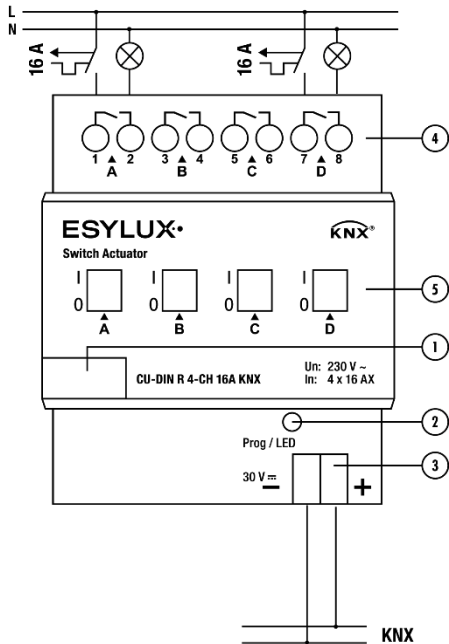 L
N
16 A
16 A
1 2 3 4 5 6 7 8
A B C D
4
ESYLUX
KNX®
Switch Actuator
I I I I
0 0 0 0
5
A B C D
1
CU-DIN R 4-CH 16A KNX
Un: 230 V ~
In: 4 x 16 AX
2
Prog / LED
3
30 V ⎓
− +
KNX